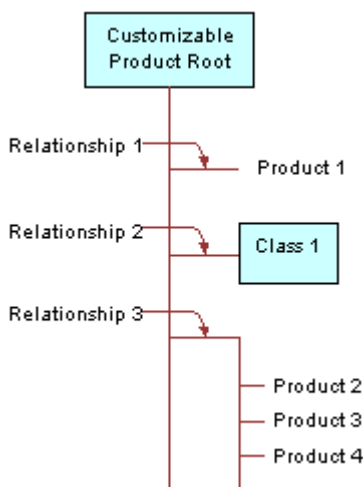 Customizable
Product Root
Relationship 1
Product 1
Relationship 2
Class 1
Relationship 3
Product 2
Product 3
Product 4